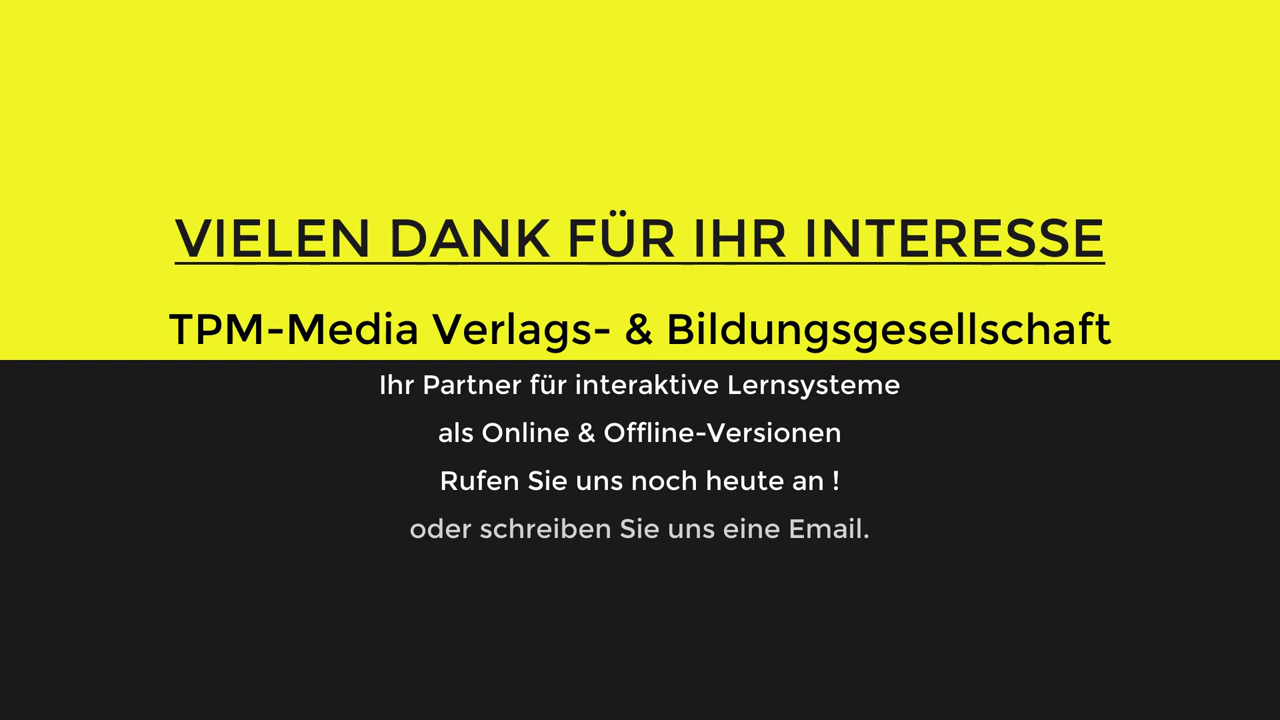 VIELEN DANK FÜR IHR INTERESSE
TPM-Media Verlags- & Bildungsgesellschaft
Ihr Partner für interaktive Lernsysteme
als Online & Offline-Versionen
Rufen Sie uns noch heute an !
oder schreiben Sie uns eine Email.